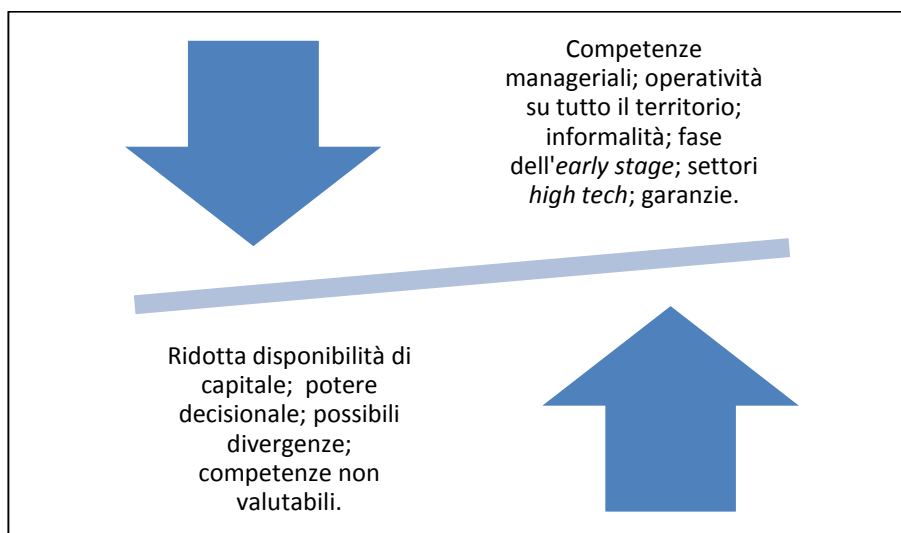 Competenze
manageriali; operatività
su tutto il territorio;
informalità; fase
dell'early stage; settori
high tech; garanzie.
Ridotta disponibilità di
capitale;  potere
decisionale; possibili
divergenze;
competenze non
valutabili.